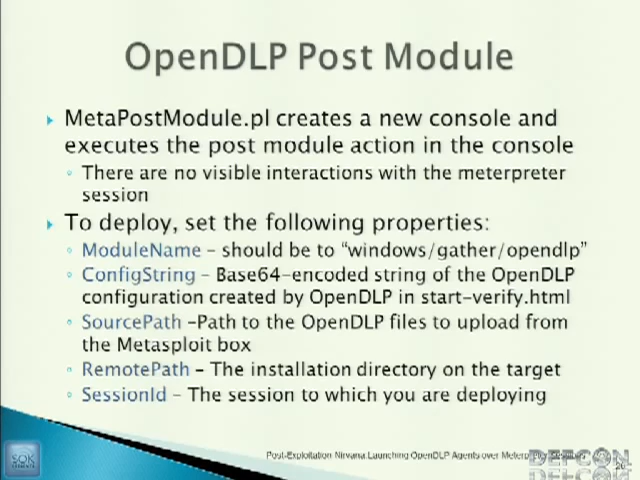 OpenDLP Post Module
MetaPostModule.pl creates a new console and
executes the post module action in the console
There are no visible interactions with the meterpreter
session
To deploy, set the following properties:
ModuleName – should be to “windows/gather/opendlp”
ConfigString – Base64-encoded string of the OpenDLP
configuration created by OpenDLP in start-verify.html
SourcePath –Path to the OpenDLP files to upload from
the Metasploit box
RemotePath – The installation directory on the target
SessionId – The session to which you are deploying
Post-Exploitation Nirvana:Launching OpenDLP Agents over
DEFCON
SOK